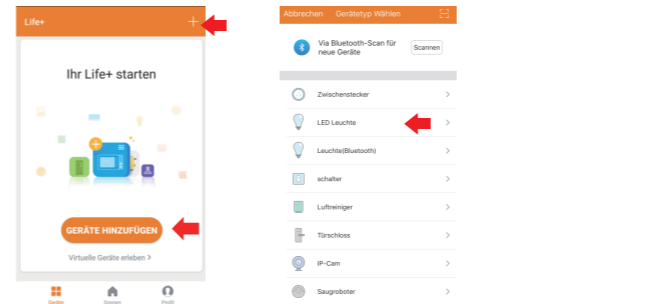 Life+
Ihr Life+ starten
GERÄTE HINZUFÜGEN
Virtuelle Geräte erleben >
Geräte Szenen Profil
Abbrechen Gerätetyp Wählen
Via Bluetooth-Scan für
neue Geräte
Scannen
Zwischenstecker
LED Leuchte
Leuchte(Bluetooth)
schalter
Luftreiniger
Türschloss
IP-Cam
Saugroboter